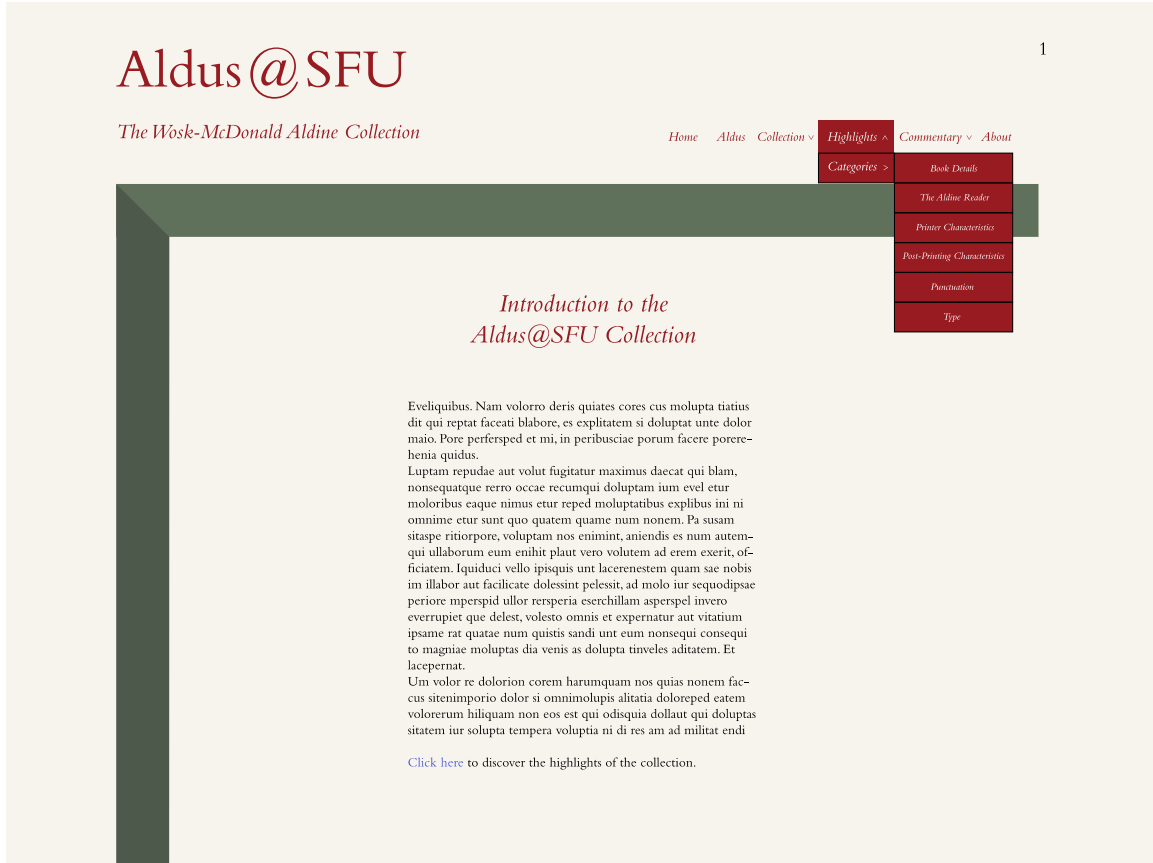 Aldus@SFU
1
The Wosk-McDonald Aldine Collection
Home Aldus Collection ˅ Highlights ˄ Commentary ˅ About
Categories >
Book Details
The Aldine Reader
Printer Characteristics
Post-Printing Characteristics
Punctuation
Type
Introduction to the
Aldus@SFU Collection
Eveliquibus. Nam volorro deris quiates cores cus molupta tiatius
dit qui reptat faceati blabore, es explitatem si doluptat unte dolor
maio. Pore perfersped et mi, in peribusciae porum facere porere-
henia quidus.
Luptam repudae aut volut fugitatur maximus daecat qui blam,
nonsequatque rerro occae recumqui doluptam ium evel etur
moloribus eaque nimus etur reped moluptatibus explibus ini ni
omnime etur sunt quo quatem quame num nonem. Pa susam
sitaspe ritiorpore, voluptam nos enimint, aniendis es num autem-
qui ullaborum eum enihit plaut vero volutem ad erem exerit, of-
ficiatem. Iquiduci vello ipisquis unt lacerenestem quam sae nobis
im illabor aut facilicate dolessint pelessit, ad molo iur sequodipsae
periore mperspid ullor rersperia eserchillam asperspel invero
everrupiet que delest, volesto omnis et expernatur aut vitatium
ipsame rat quatae num quistis sandi unt eum nonsequi consequi
to magniae moluptas dia venis as dolupta tinveles aditatem. Et
lacepernat.
Um volor re dolorion corem harumquam nos quias nonem fac-
cus sitenimporio dolor si omnimolupis alitatia doloreped eatem
volorerum hiliquam non eos est qui odisquia dollaut qui doluptas
sitatem iur solupta tempera voluptia ni di res am ad militat endi
Click here to discover the highlights of the collection.